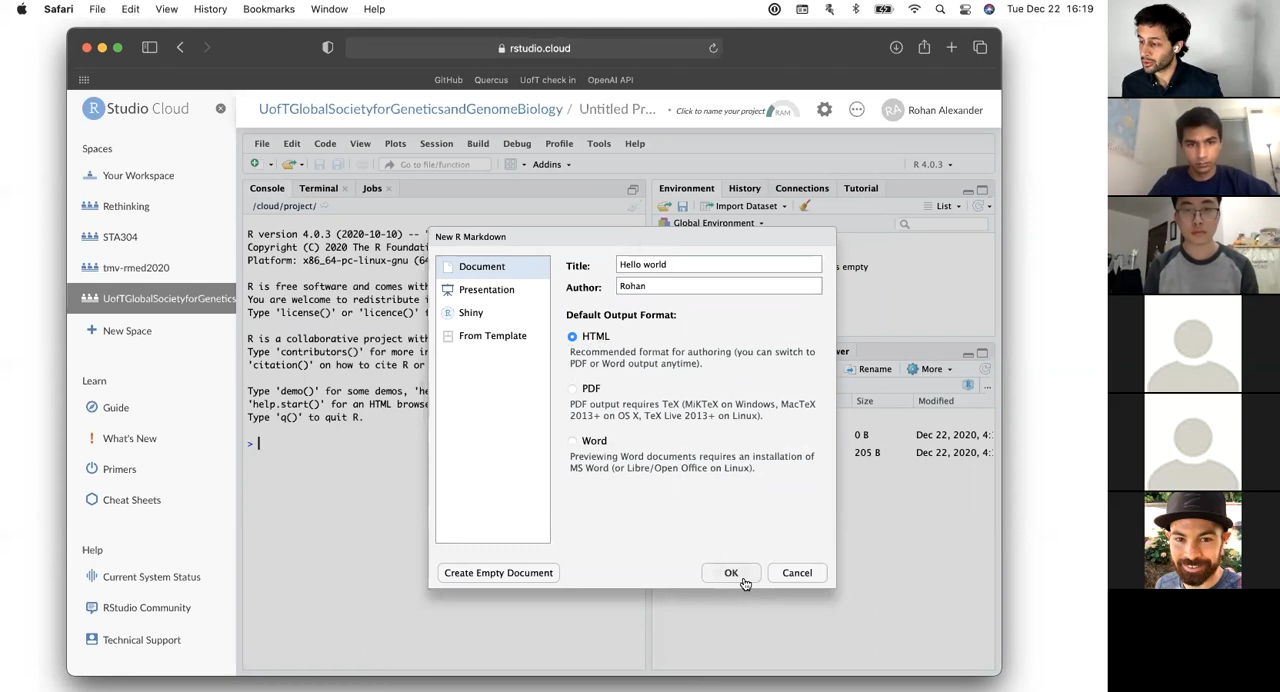 Safari File Edit View History Bookmarks Window Help Tue Dec 22 16:19
rstudio.cloud
GitHub Quercus UofT check in OpenAI API
R Studio Cloud
UofTGlobalSocietyforGeneticsandGenomeBiology / Untitled Pr... Click to name your project RAM RA Rohan Alexander
Spaces
Your Workspace
Rethinking
STA304
tmv-rmed2020
UofTGlobalSocietyforGenetics
New Space
Learn
Guide
What's New
Primers
Cheat Sheets
Help
Current System Status
RStudio Community
Technical Support
File Edit Code View Plots Session Build Debug Profile Tools Help
Go to file/function Addins R 4.0.3
Console Terminal Jobs
/cloud/project/
R version 4.0.3 (2020-10-10) --
Copyright (C) 2020 The R Founda
Platform: x86_64-pc-linux-gnu (64
R is free software and comes with
You are welcome to redistribute i
Type 'license()' or 'licence()' f
R is a collaborative project with
Type 'contributors()' for more in
'citation()' on how to cite R or
Type 'demo()' for some demos, 'he
'help.start()' for an HTML browse
Type 'q()' to quit R.
>
Environment History Connections Tutorial
Import Dataset List
Global Environment
s empty
wer
Rename More
Size Modified
0 B Dec 22, 2020, 4:
205 B Dec 22, 2020, 4:
New R Markdown
Document
Presentation
Shiny
From Template
Title: Hello world
Author: Rohan
Default Output Format:
HTML
Recommended format for authoring (you can switch to
PDF or Word output anytime).
PDF
PDF output requires TeX (MiKTeX on Windows, MacTeX
2013+ on OS X, TeX Live 2013+ on Linux).
Word
Previewing Word documents requires an installation of
MS Word (or Libre/Open Office on Linux).
Create Empty Document OK Cancel